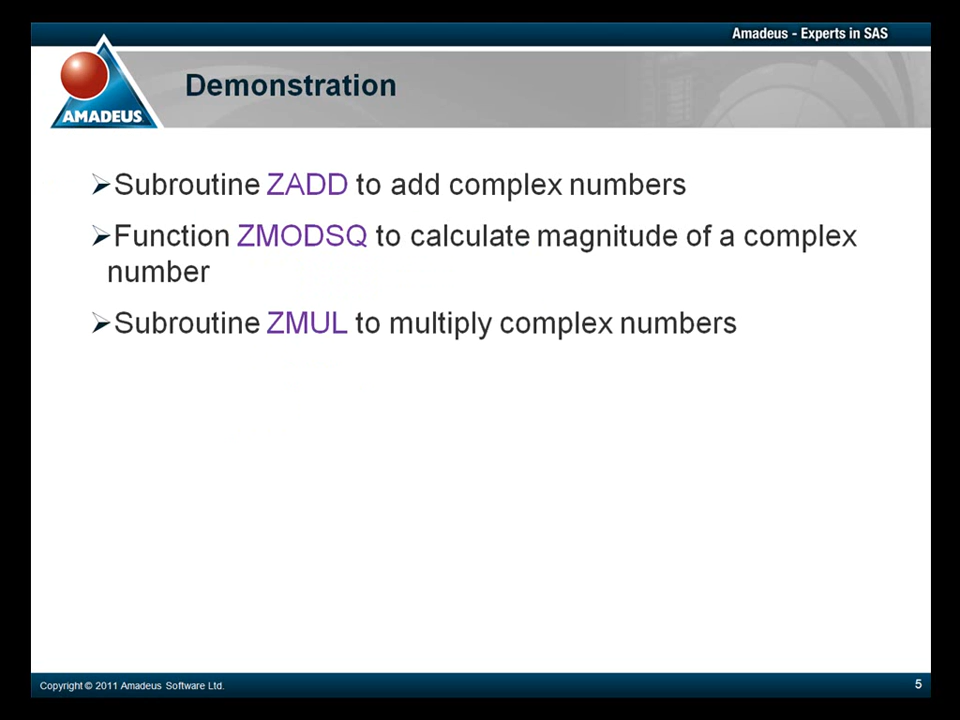 Amadeus - Experts in SAS
AMADEUS
Demonstration
➢Subroutine ZADD to add complex numbers
➢Function ZMODSQ to calculate magnitude of a complex
number
➢Subroutine ZMUL to multiply complex numbers
Copyright © 2011 Amadeus Software Ltd.
5